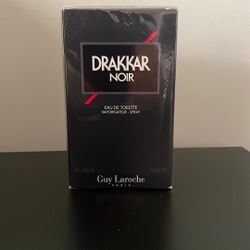 DRAKKAR
NOIR
EAU DE TOILETTE
VAPORISATEUR - SPRAY
Guy Laroche
PARIS